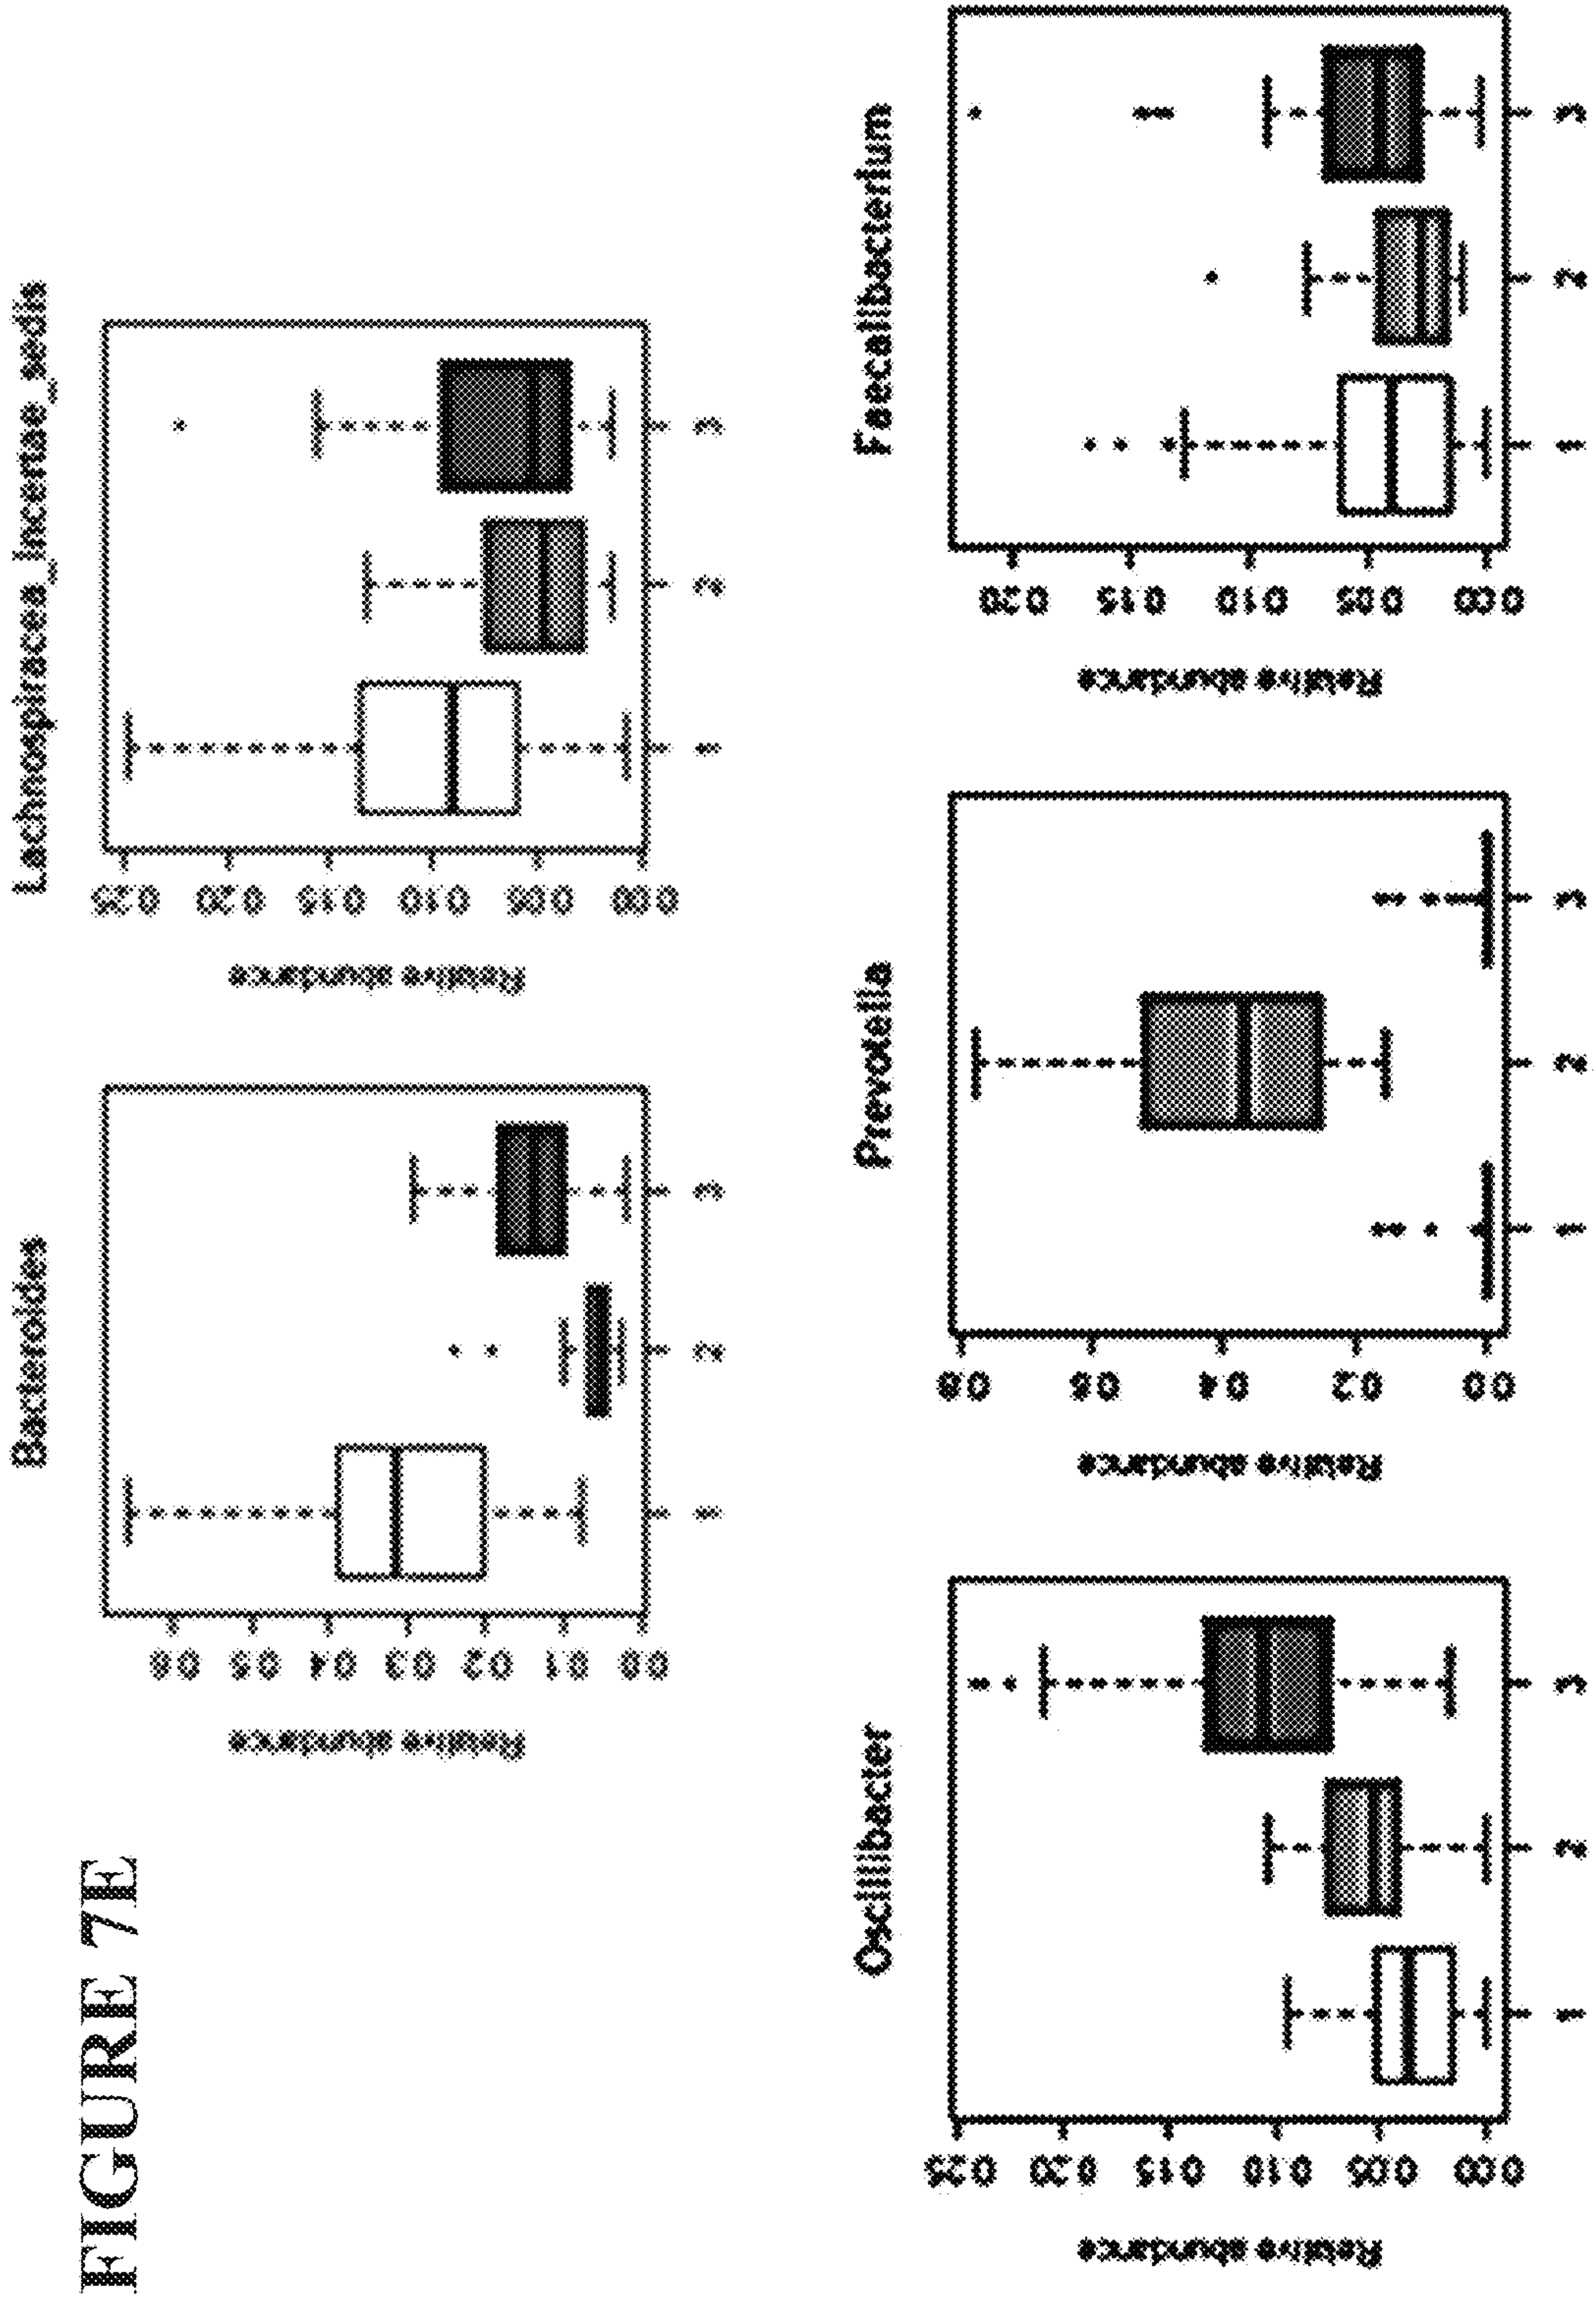 FIGURE 7E
Bacteroides
Relative abundance
0.0 0.1 0.2 0.3 0.4 0.5 0.6
1 2 3
Lachnospiracea_incertae_sedis
Relative abundance
0.00 0.05 0.10 0.15 0.20 0.25
1 2 3
Oscillibacter
Relative abundance
0.00 0.05 0.10 0.15 0.20 0.25
1 2 3
Prevotella
Relative abundance
0.0 0.2 0.4 0.6 0.8
1 2 3
Faecalibacterium
Relative abundance
0.00 0.05 0.10 0.15 0.20
1 2 3